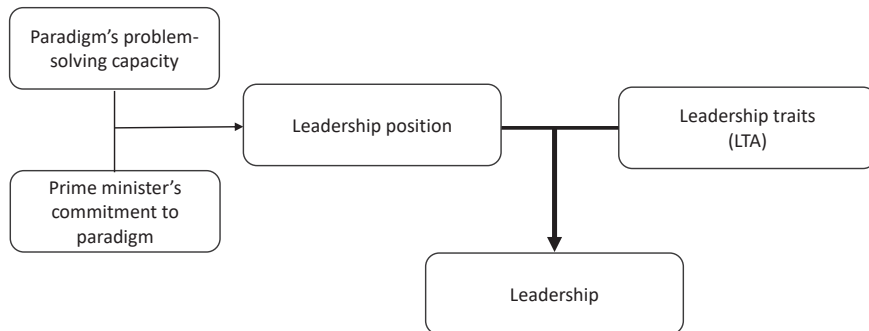 Paradigm’s problem-
solving capacity
Leadership position
Leadership traits
(LTA)
Prime minister’s
commitment to
paradigm
Leadership